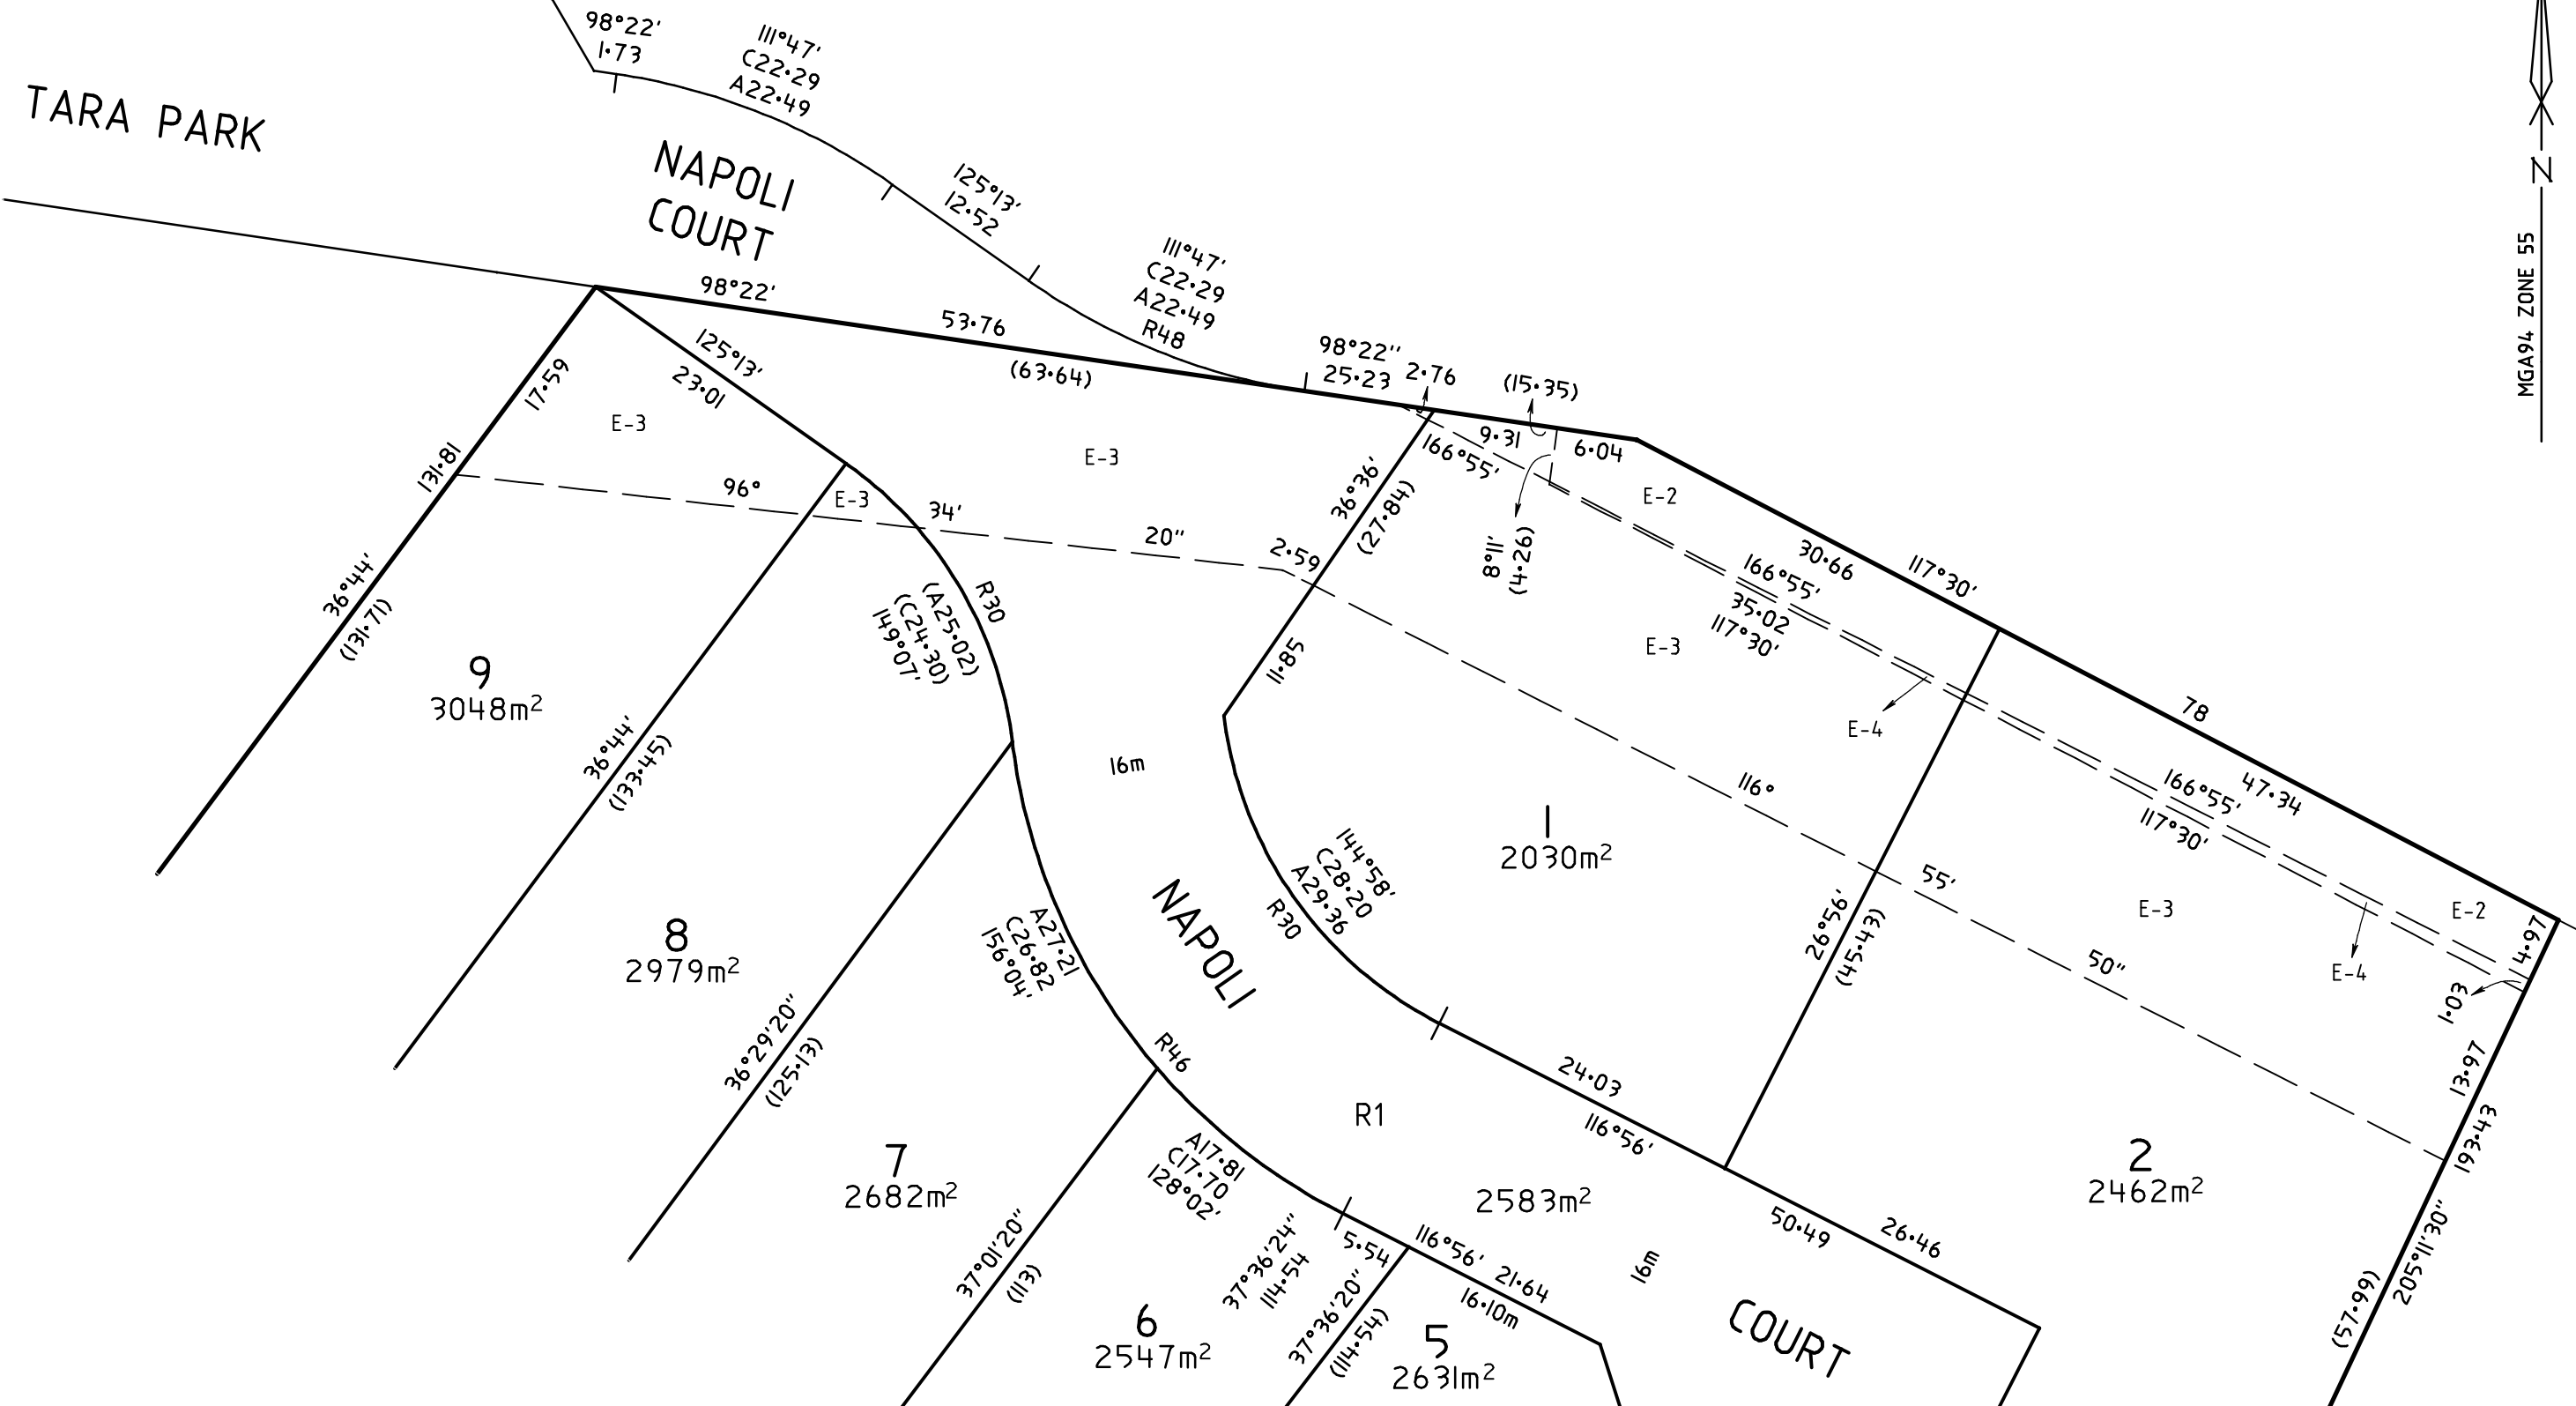 98°22'
1·73
111°47'
C22·29
A22·49
TARA PARK
NAPOLI
COURT
125°13'
12·52
111°47'
C22·29
A22·49
R48
N
MGA94 ZONE 55
98°22'
53·76
(63·64)
98°22''
25·23
2·76
(15·35)
9·31
6·04
166°55'
125°13'
23·01
17·59
E-3
131·81
96°
E-3
34'
E-3
20"
2·59
36°36'
(27·84)
8°11'
(4·26)
E-2
30·66
117°30'
166°55'
35·02
117°30'
E-3
E-4
78
47·34
166°55'
117°30'
36°44'
(131·71)
R30
(A25·02)
(C24·30)
149°07'
11·85
9
3048m²
36°44'
(133·45)
16m
116°
1
2030m²
144°58'
C28·20
A29·36
R30
26°56'
(45·43)
55'
E-3
50"
E-2
4·97
E-4
1·03
13·97
193·43
8
2979m²
A27·21
C26·82
156°04'
NAPOLI
36°29'20"
(125·13)
R46
R1
24·03
116°56'
7
2682m²
A17·81
C17·70
128°02'
2583m²
2
2462m²
50·49
26·46
205°11'30"
(57·99)
37°01'20"
(113)
37°36'24"
114·54
5·54
116°56'
21·64
16·10m
16m
6
2547m²
37°36'20"
(114·54)
5
2631m²
COURT